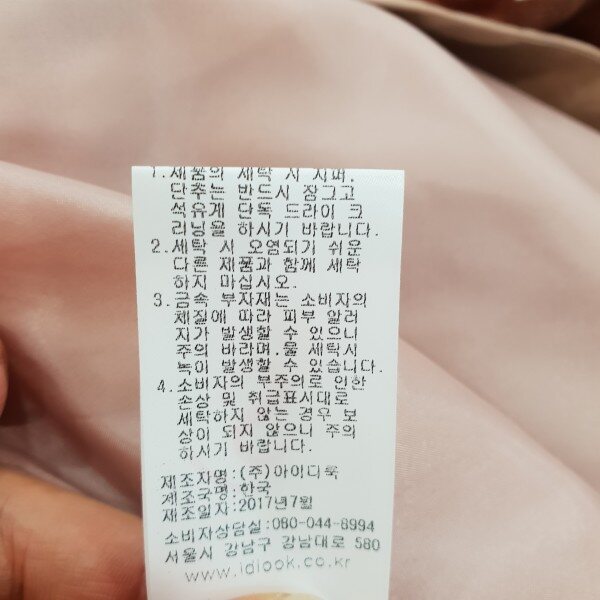 1.제품의 세탁 시 지퍼.
단추는 반드시 잠그고
석유계 단독 드라이 크
리닝을 하시기 바랍니다.
2.세탁 시 오염되기 쉬운
다른 제품과 함께 세탁
하지 마십시오.
3.금속 부자재는 소비자의
체질에 따라 피부 알러
지가 발생할 수 있으니
주의 바라며.물 세탁시
녹이 발생할 수 있습니다.
4.소비자의 부주의로 인한
손상 및 취급표시대로
세탁하지 않는 경우 보
상이 되지 않으니 주의
하시기 바랍니다.
제조자명:(주)아이디룩
제조국명:한국
제조일자:2017년7월
소비자상담실:080-044-8994
서울시 강남구 강남대로 580
www.idlook.co.kr